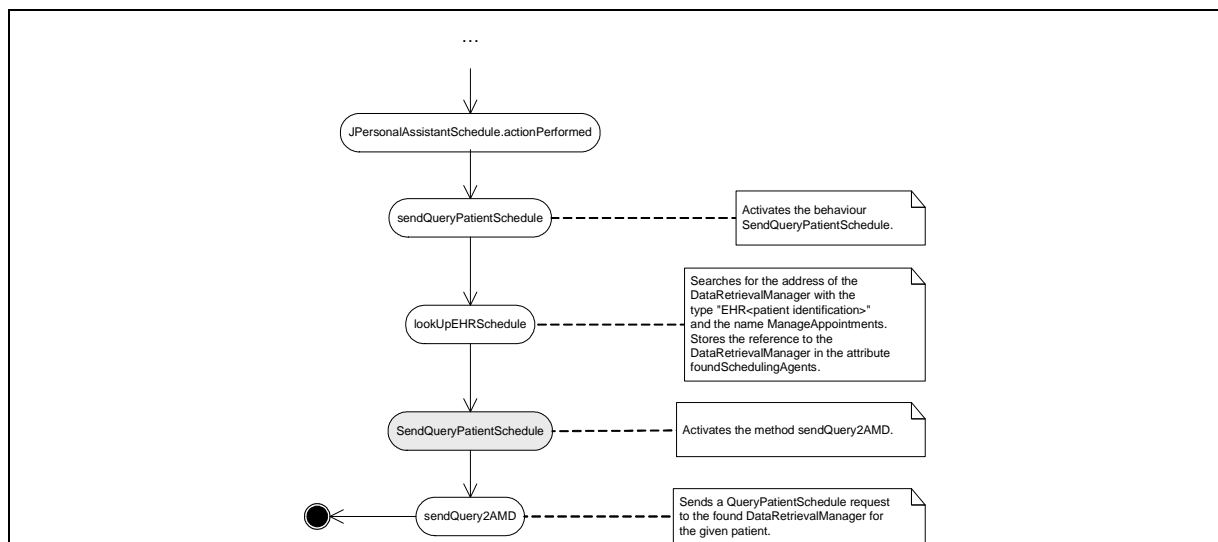 ...
JPersonalAssistantSchedule.actionPerformed
sendQueryPatientSchedule
Activates the behaviour
SendQueryPatientSchedule.
lookUpEHRSchedule
Searches for the address of the
DataRetrievalManager with the
type "EHR<patient identification>"
and the name ManageAppointments.
Stores the reference to the
DataRetrievalManager in the attribute
foundSchedulingAgents.
SendQueryPatientSchedule
Activates the method sendQuery2AMD.
sendQuery2AMD
Sends a QueryPatientSchedule request
to the found DataRetrievalManager for
the given patient.